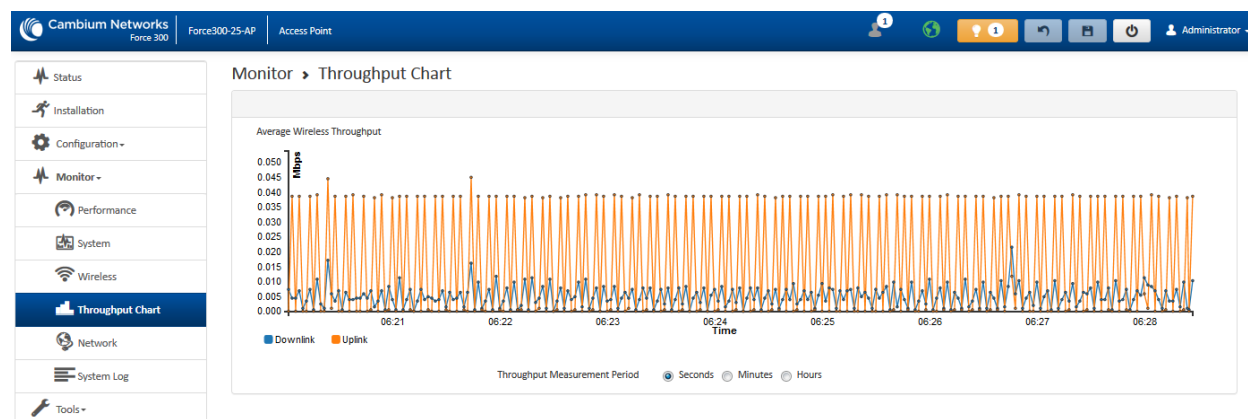 Cambium Networks
Force 300
Force300-25-AP
Access Point
1
1
Administrator
Status
Installation
Configuration
Monitor
Performance
System
Wireless
Throughput Chart
Network
System Log
Tools
Monitor > Throughput Chart
Average Wireless Throughput
Mbps
0.050
0.045
0.040
0.035
0.030
0.025
0.020
0.015
0.010
0.005
0.000
06:21 06:22 06:23 06:24 06:25 06:26 06:27 06:28
Time
Downlink Uplink
Throughput Measurement Period Seconds Minutes Hours